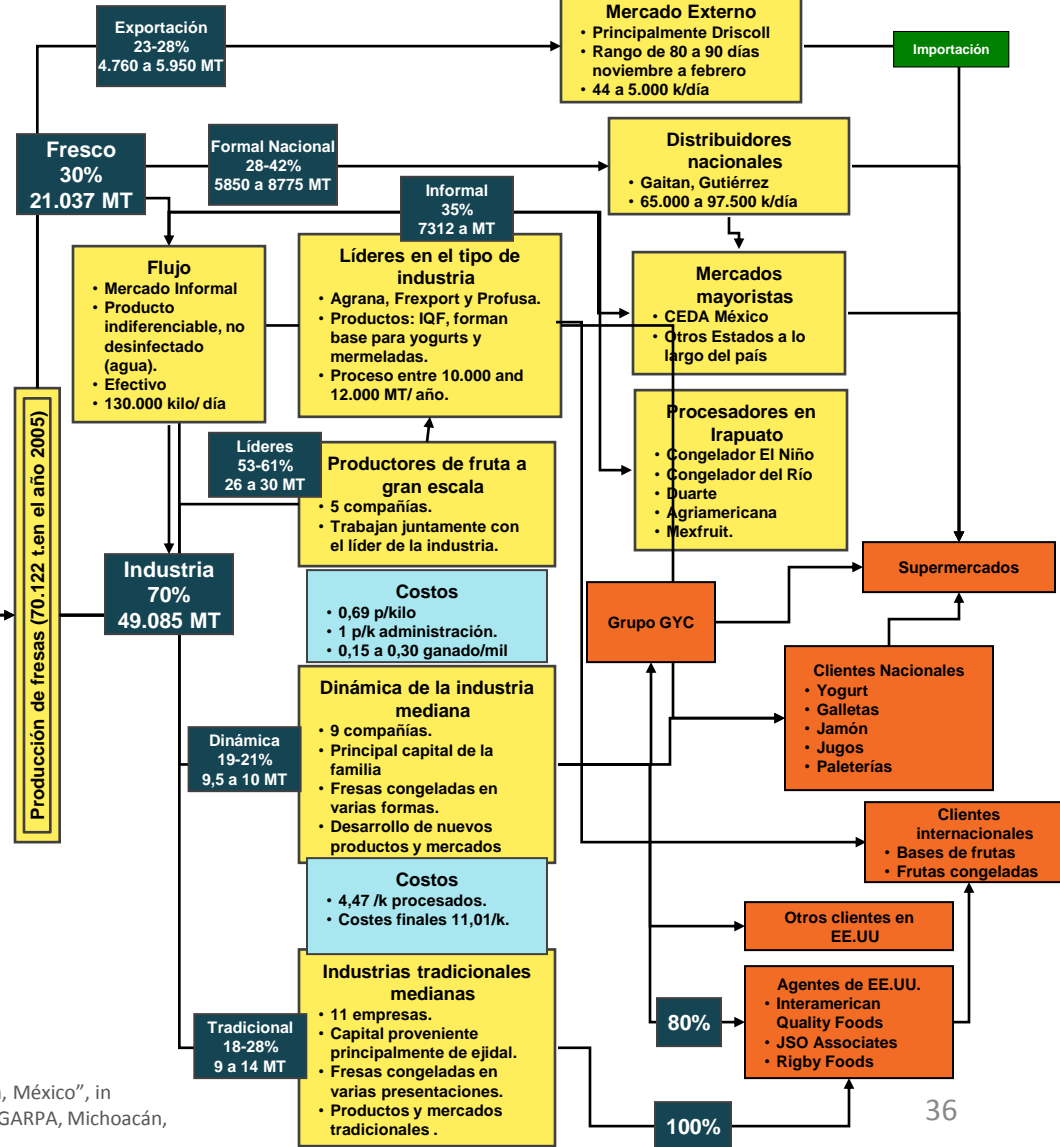 Exportación
23-28%
4.760 a 5.950 MT
Mercado Externo
• Principalmente Driscoll
• Rango de 80 a 90 días
noviembre a febrero
• 44 a 5.000 k/día
Importación
Fresco
30%
21.037 MT
Formal Nacional
28-42%
5850 a 8775 MT
Distribuidores
nacionales
• Gaitan, Gutiérrez
• 65.000 a 97.500 k/día
Informal
35%
7312 a MT
Flujo
• Mercado Informal
• Producto
indiferenciable, no
desinfectado
(agua).
• Efectivo
• 130.000 kilo/ día
Líderes en el tipo de
industria
• Agrana, Frexport y Profusa.
• Productos: IQF, forman
base para yogurts y
mermeladas.
• Proceso entre 10.000 and
12.000 MT/ año.
Mercados
mayoristas
• CEDA México
• Otros Estados a lo
largo del país
Producción de fresas (70.122 t.en el año 2005)
Líderes
53-61%
26 a 30 MT
Productores de fruta a
gran escala
• 5 compañías.
• Trabajan juntamente con
el líder de la industria.
Procesadores en
Irapuato
• Congelador El Niño
• Congelador del Río
• Duarte
• Agriamericana
• Mexfruit.
Industria
70%
49.085 MT
Costos
• 0,69 p/kilo
• 1 p/k administración.
• 0,15 a 0,30 ganado/mil
Grupo GYC
Supermercados
Dinámica
19-21%
9,5 a 10 MT
Dinámica de la industria
mediana
• 9 compañías.
• Principal capital de la
familia
• Fresas congeladas en
varias formas.
• Desarrollo de nuevos
productos y mercados
Clientes Nacionales
• Yogurt
• Galletas
• Jamón
• Jugos
• Paleterías
Clientes
internacionales
• Bases de frutas
• Frutas congeladas
Costos
• 4,47 /k procesados.
• Costes finales 11,01/k.
Otros clientes en
EE.UU
Tradicional
18-28%
9 a 14 MT
Industrias tradicionales
medianas
• 11 empresas.
• Capital proveniente
principalmente de ejidal.
• Fresas congeladas en
varias presentaciones.
• Productos y mercados
tradicionales .
80%
Agentes de EE.UU.
• Interamerican
Quality Foods
• JSO Associates
• Rigby Foods
100%
México”, in
GARPA, Michoacán,
36